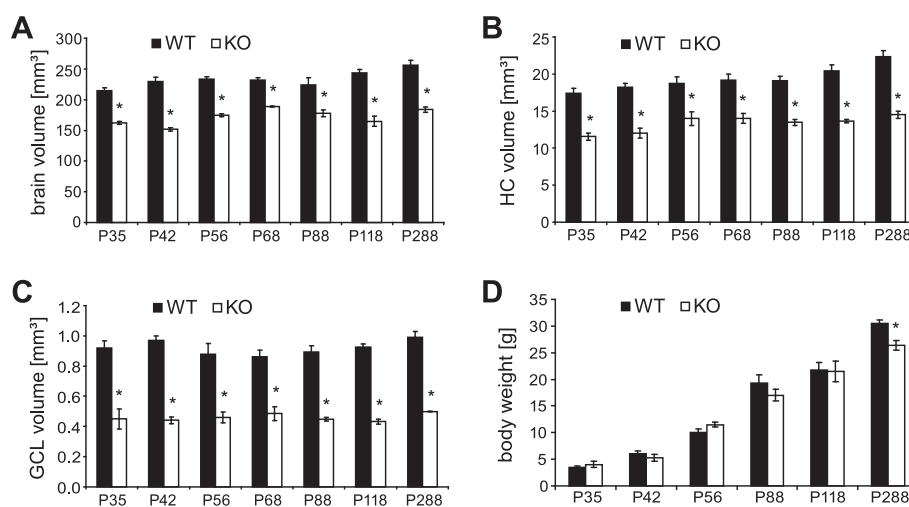 A
WT KO
brain volume [mm³]
300
250
200
150
100
50
0
* * * * * * *
P35 P42 P56 P68 P88 P118 P288
B
WT KO
HC volume [mm³]
25
20
15
10
5
0
* * * * * * *
P35 P42 P56 P68 P88 P118 P288
C
WT KO
GCL volume [mm³]
1.2
1.0
0.8
0.6
0.4
0.2
0.0
* * * * * * *
P35 P42 P56 P68 P88 P118 P288
D
WT KO
body weight [g]
35
30
25
20
15
10
5
0
*
P35 P42 P56 P88 P118 P288